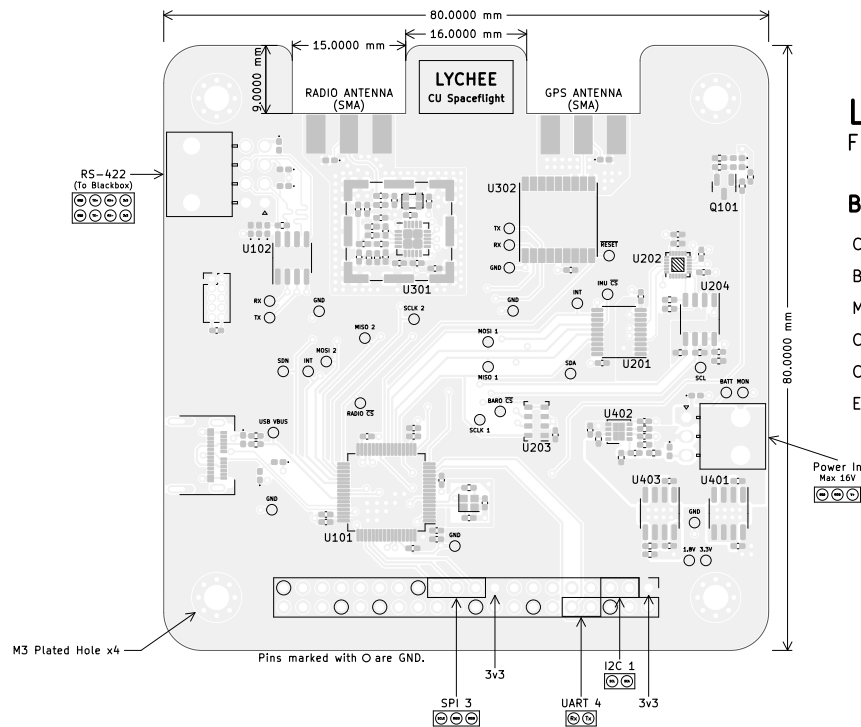 80.0000 mm
15.0000 mm
16.0000 mm
9.0000 mm
RADIO ANTENNA
(SMA)
LYCHEE
CU Spaceflight
GPS ANTENNA
(SMA)
L
F
RS-422
(To Blackbox)
B
U302
Q101
TX
RX
GND
RESET
U102
U202
U301
IMU CS
U204
INT
RX
TX
GND
SCLK 2
GND
MISO 2
MOSI 1
U201
80.0000 mm
SDN
INT
MOSI 2
MISO 1
SDA
SCL
BATT
MON
RADIO CS
BARO CS
SCLK 1
U402
U203
USB VBUS
Power In
Max 16V
U403
U401
GND
GND
U101
GND
1.8V
3.3V
M3 Plated Hole x4
Pins marked with O are GND.
3v3
I2C 1
SPI 3
UART 4
3v3
Rx
Tx